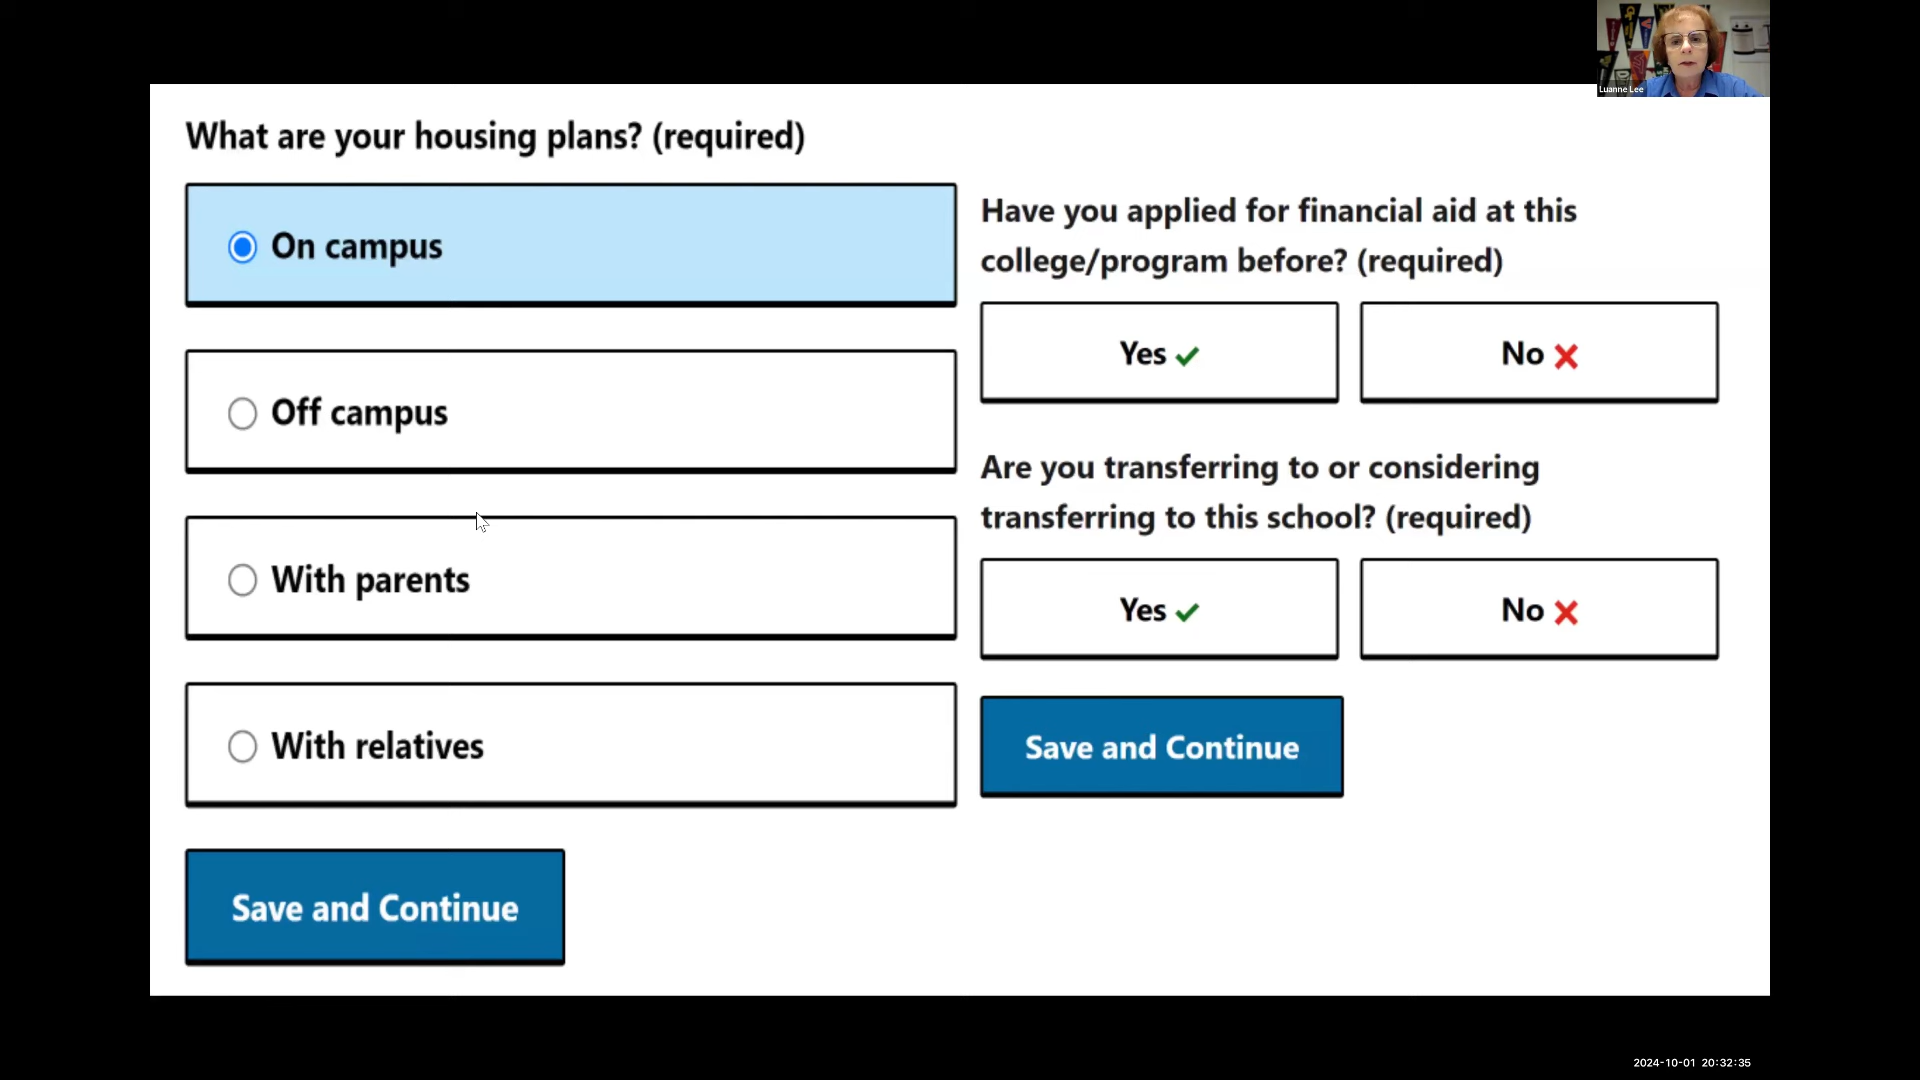 Luanne Lee
What are your housing plans? (required)
On campus
Off campus
With parents
With relatives
Save and Continue
Have you applied for financial aid at this
college/program before? (required)
Yes
No
Are you transferring to or considering
transferring to this school? (required)
Yes
No
Save and Continue
2024-10-01 20:32:35